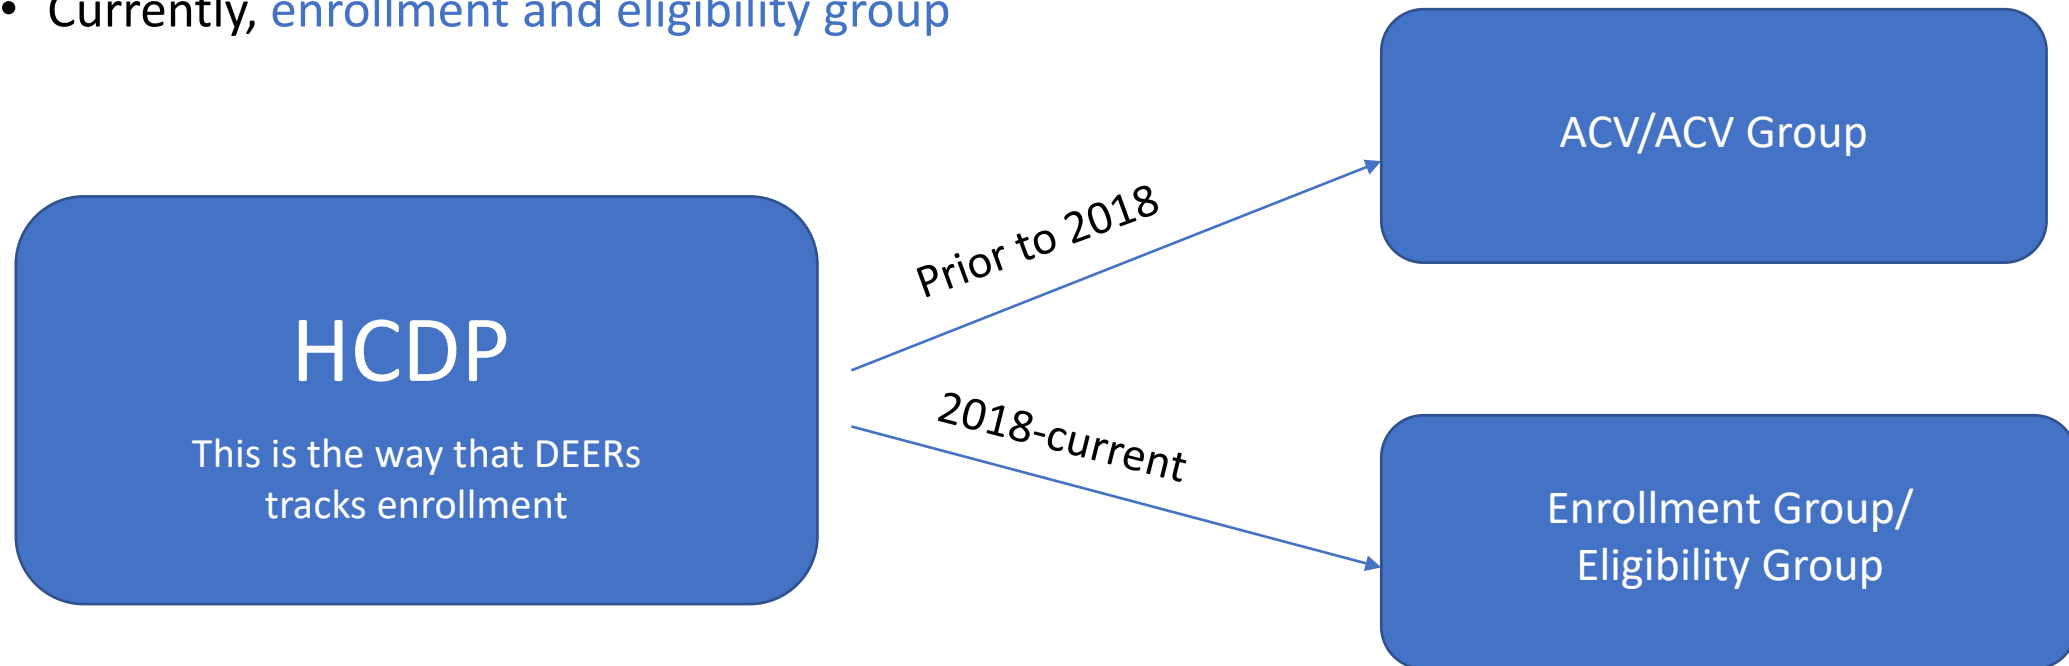 • Currently, enrollment and eligibility group
ACV/ACV Group
Prior to 2018
HCDP
This is the way that DEERs
tracks enrollment
2018-current
Enrollment Group/
Eligibility Group